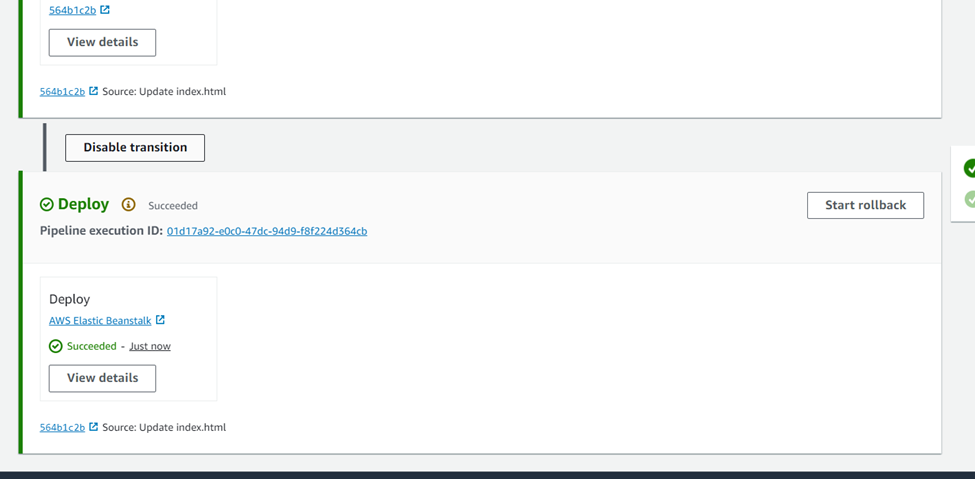 564b1c2b
View details
564b1c2b Source: Update index.html
Disable transition
Deploy Succeeded
Start rollback
Pipeline execution ID: 01d17a92-e0c0-47dc-94d9-f8f224d364cb
Deploy
AWS Elastic Beanstalk
Succeeded - Just now
View details
564b1c2b Source: Update index.html